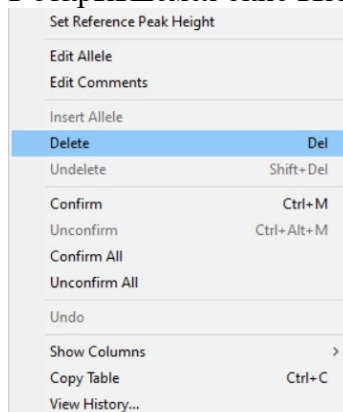 Set Reference Peak Height
Edit Allele
Edit Comments
Insert Allele
Delete Del
Undelete Shift+Del
Confirm Ctrl+M
Unconfirm Ctrl+Alt+M
Confirm All
Unconfirm All
Undo
Show Columns >
Copy Table Ctrl+C
View History...